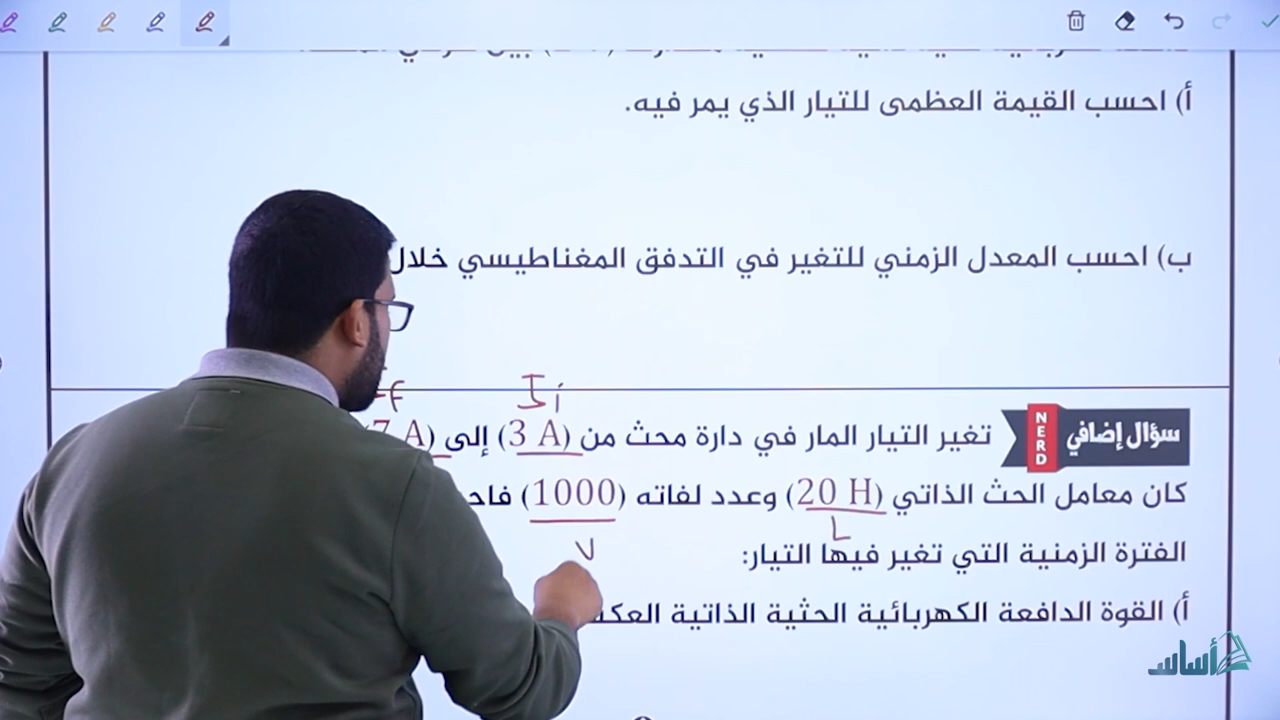 أ) احسب القيمة العظمى للتيار الذي يمر فيه.
ب) احسب المعدل الزمني للتغير في التدفق المغناطيسي خلال
Ii
سؤال إضافي NERD تغير التيار المار في دارة محث من (3 A) إلى (7 A)
كان معامل الحث الذاتي (20 H) وعدد لفاته (1000)
L
الفترة الزمنية التي تغير فيها التيار:
أ) القوة الدافعة الكهربائية الحثية الذاتية
أساس